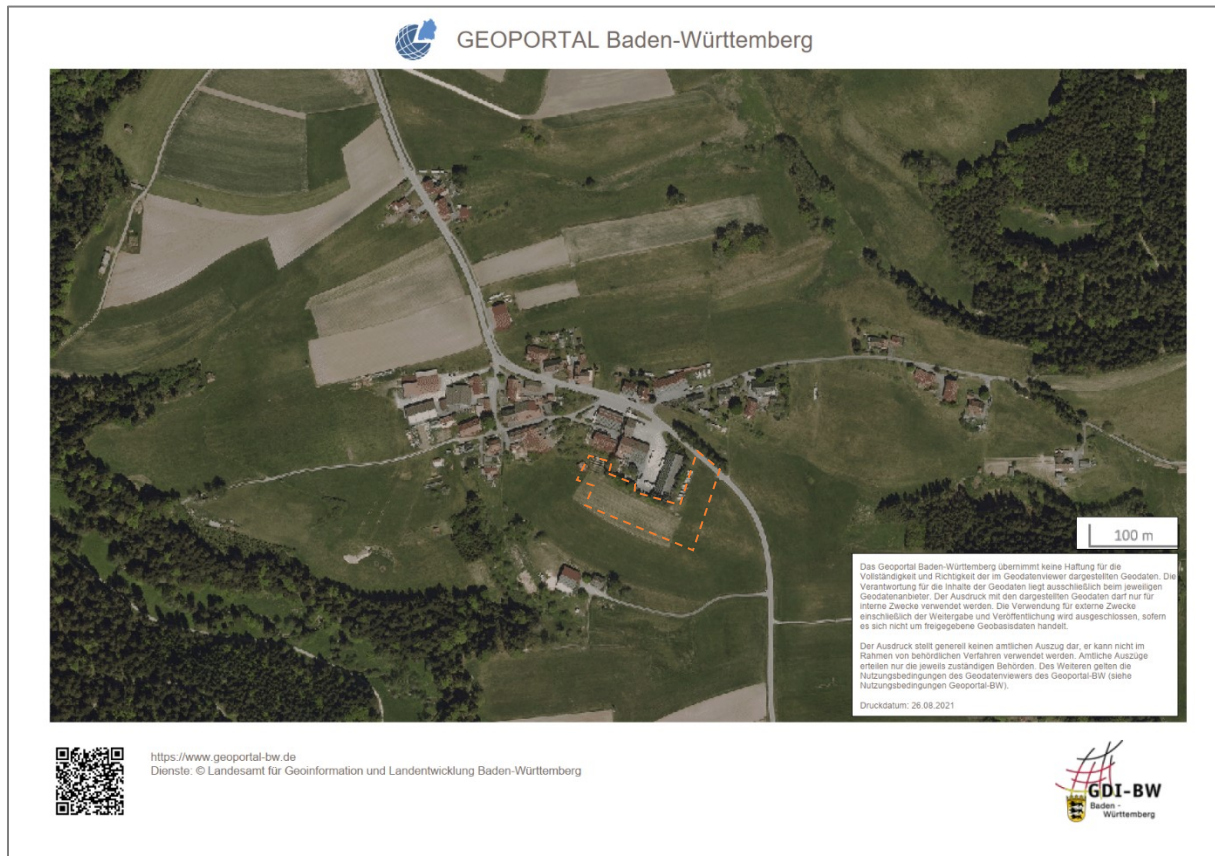 GEOPORTAL Baden-Württemberg
100 m
Das Geoportal Baden-Württemberg übernimmt keine Haftung für die
Vollständigkeit und Richtigkeit der im Geodatenviewer dargestellten Geodaten. Die
Verantwortung für die Inhalte der Geodaten liegt ausschließlich beim jeweiligen
Geodatenanbieter. Der Ausdruck mit den dargestellten Geodaten darf nur für
interne Zwecke verwendet werden. Die Verwendung für externe Zwecke
einschließlich der Weitergabe und Veröffentlichung wird ausgeschlossen, sofern
es sich nicht um freigegebene Geobasisdaten handelt.
Der Ausdruck stellt generell keinen amtlichen Auszug dar, er kann nicht im
Rahmen von behördlichen Verfahren verwendet werden. Amtliche Auszüge
erteilen nur die jeweils zuständigen Behörden. Des Weiteren gelten die
Nutzungsbedingungen des Geodatenviewers des Geoportal-BW (siehe
Nutzungsbedingungen Geoportal-BW).
Druckdatum: 26.08.2021
https://www.geoportal-bw.de
Dienste: © Landesamt für Geoinformation und Landentwicklung Baden-Württemberg
GDI-BW
Baden -
Württemberg